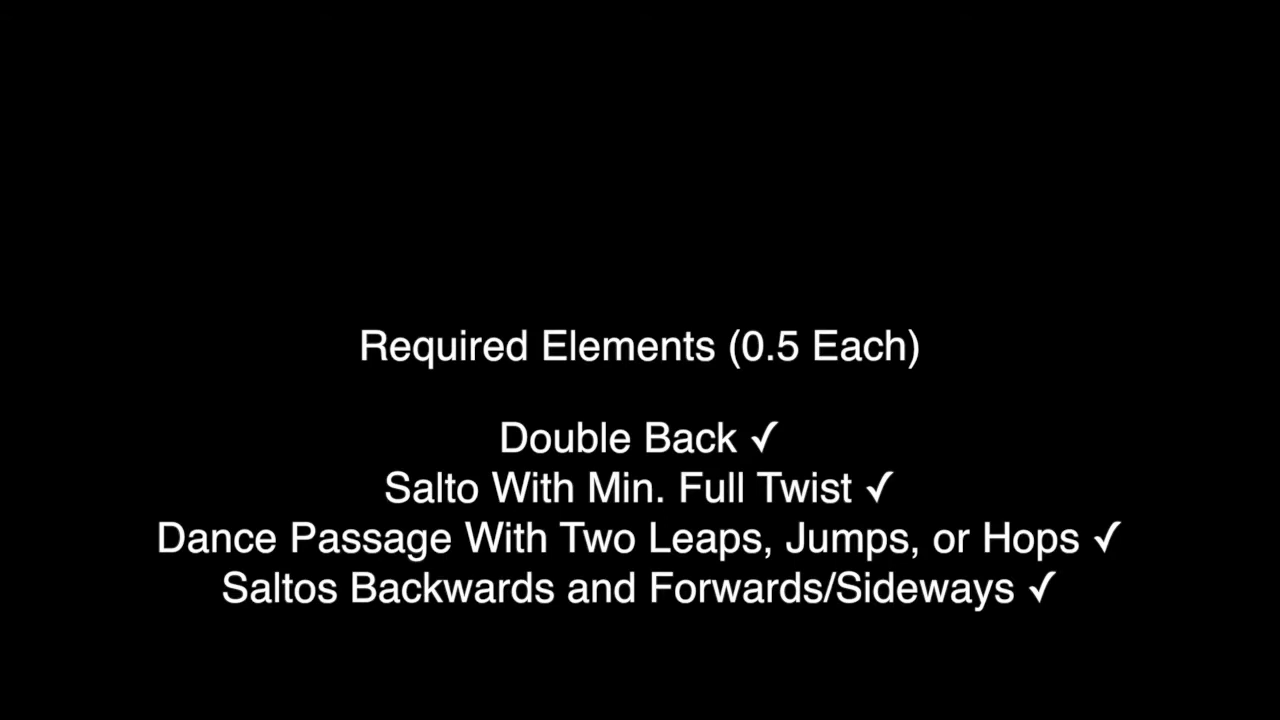 Required Elements (0.5 Each)
Double Back ✓
Salto With Min. Full Twist ✓
Dance Passage With Two Leaps, Jumps, or Hops ✓
Saltos Backwards and Forwards/Sideways ✓